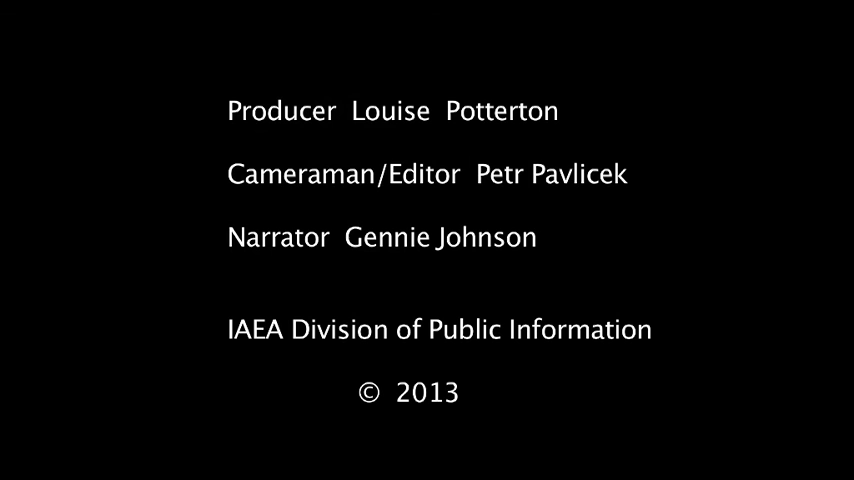 Producer Louise Potterton
Cameraman/Editor Petr Pavlicek
Narrator Gennie Johnson
IAEA Division of Public Information
© 2013